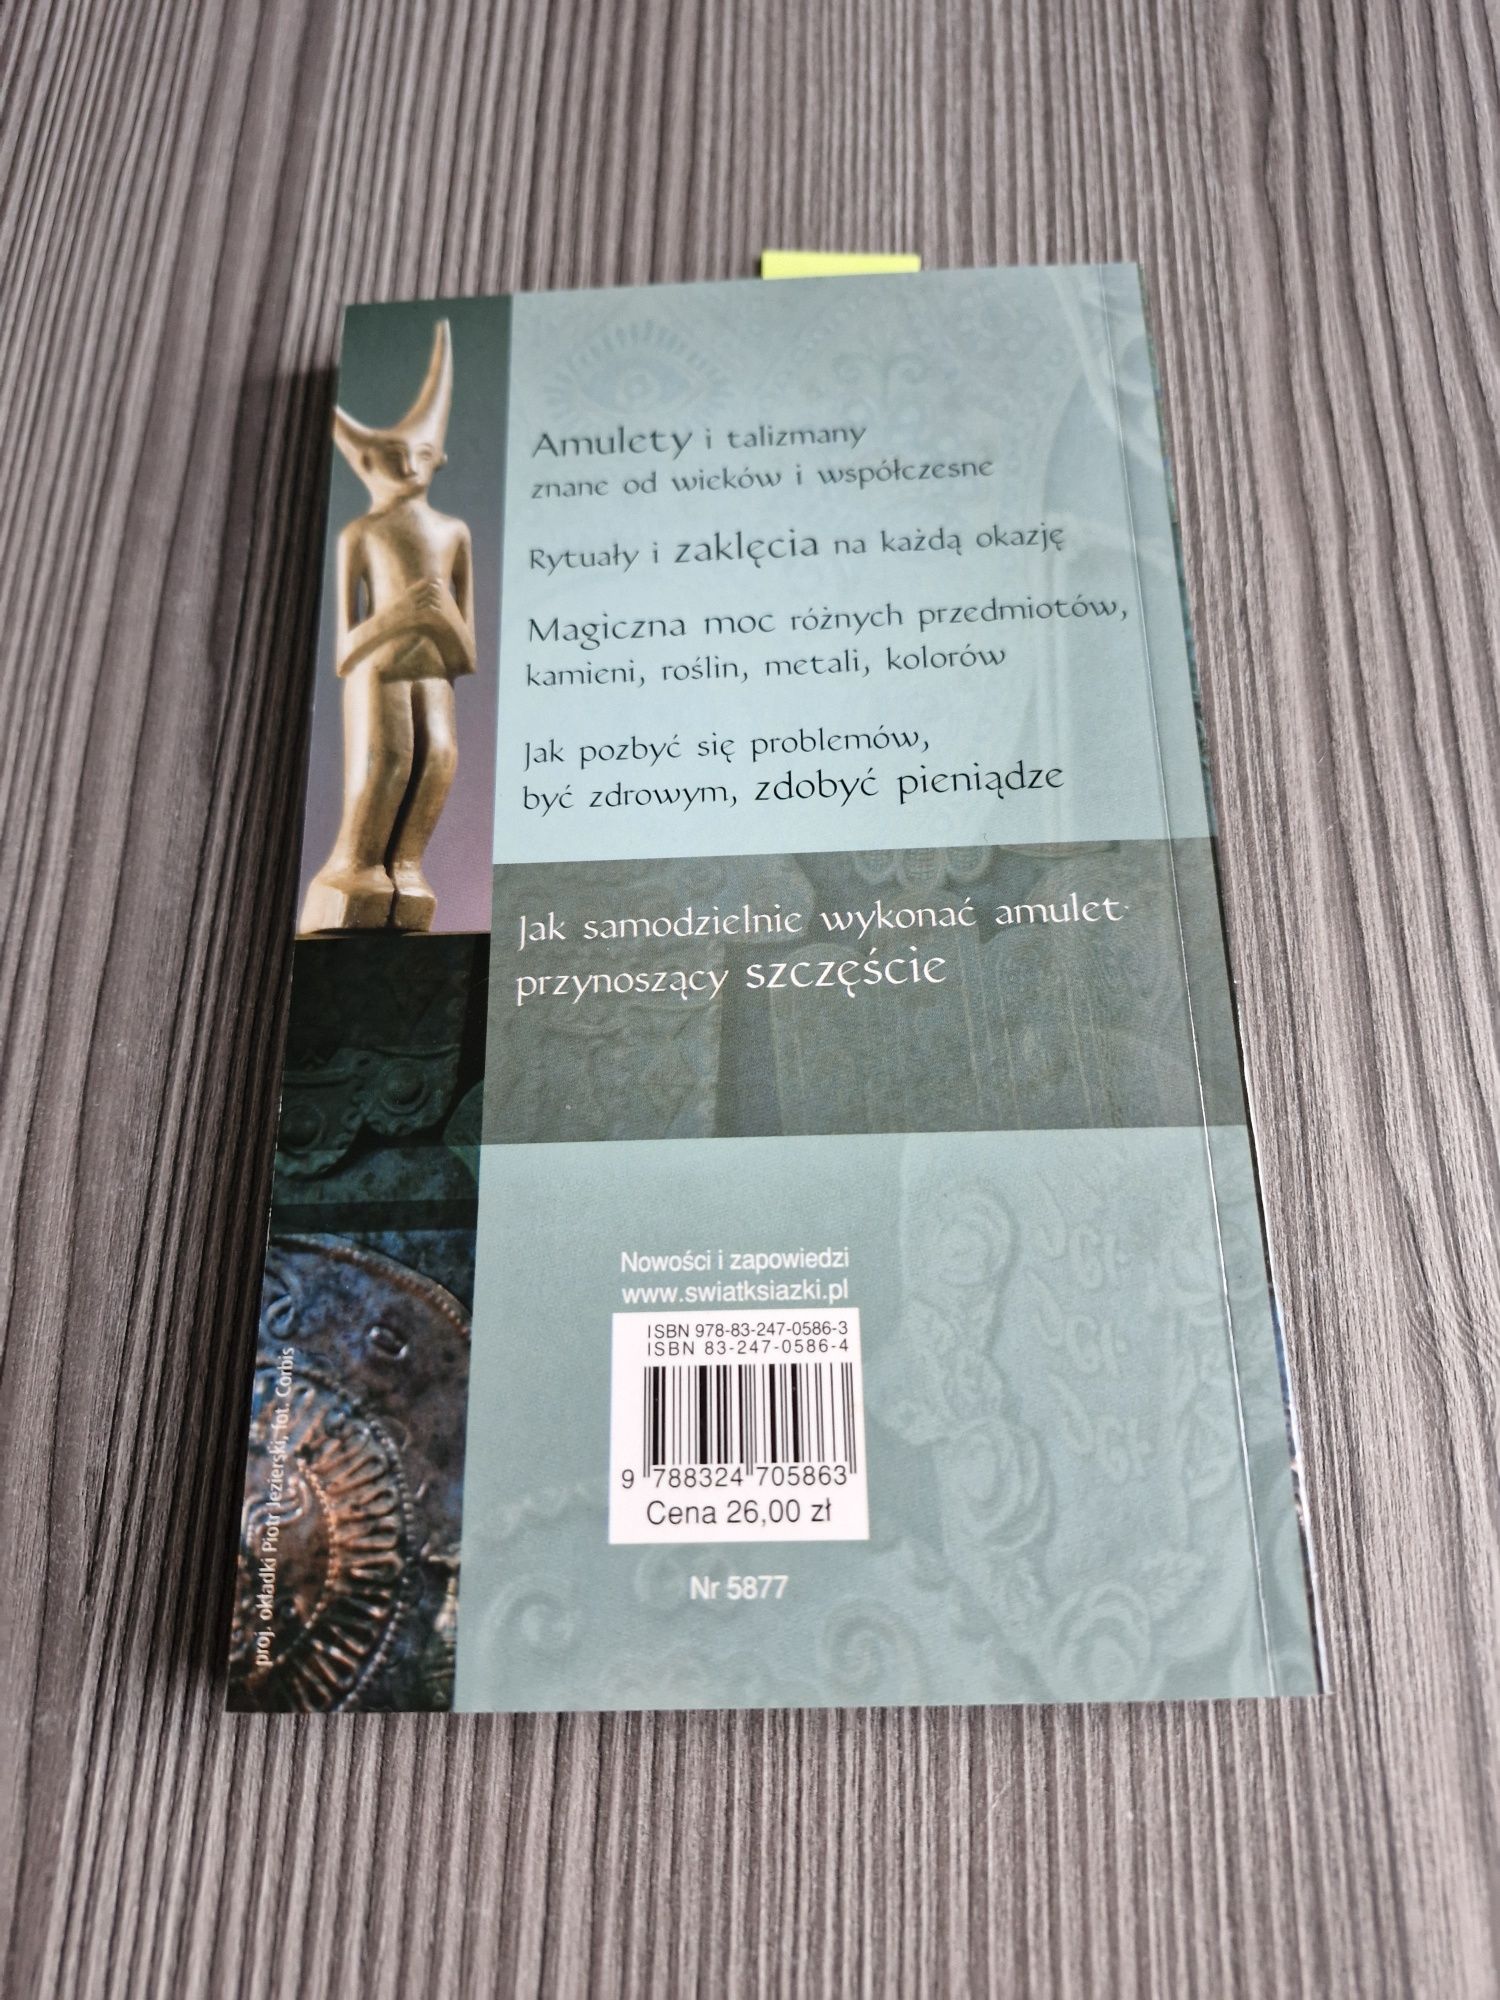 Amulety i talizmany
znane od wieków i współczesne
Rytuały i zaklęcia na każdą okazję
Magiczna moc różnych przedmiotów,
kamieni, roślin, metali, kolorów
Jak pozbyć się problemów,
być zdrowym, zdobyć pieniądze
Jak samodzielnie wykonać amulet
przynoszący szczęście
Nowości i zapowiedzi
www.swiatksiazki.pl
ISBN 978-83-247-0586-3
ISBN 83-247-0586-4
9 788324 705863
Cena 26,00 zł
Nr 5877
proj. okładki Piotr Jezierski, fot. Corbis